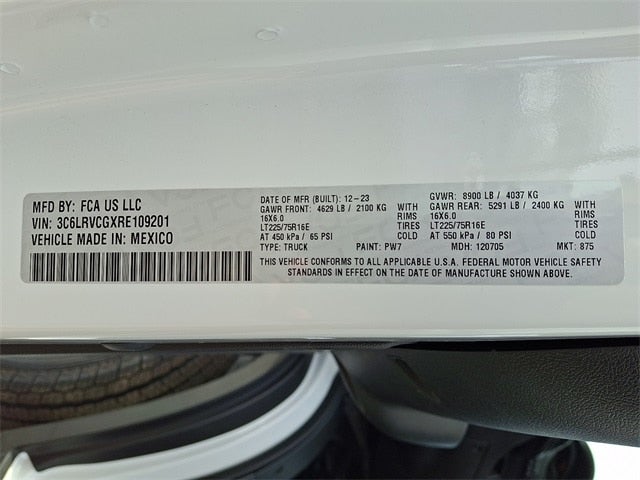 MFD BY: FCA US LLC
VIN: 3C6LRVCGXRE109201
VEHICLE MADE IN: MEXICO
DATE OF MFR (BUILT): 12-23
GAWR FRONT: 4629 LB / 2100 KG WITH
16X6.0 RIMS
LT225/75R16E TIRES
AT 450 kPa / 65 PSI COLD
TYPE: TRUCK PAINT: PW7
GVWR: 8900 LB / 4037 KG
GAWR REAR: 5291 LB / 2400 KG WITH
16X6.0 RIMS
LT225/75R16E TIRES
AT 550 kPa / 80 PSI COLD
MDH: 120705 MKT: 875
THIS VEHICLE CONFORMS TO ALL APPLICABLE U.S.A. FEDERAL MOTOR VEHICLE SAFETY
STANDARDS IN EFFECT ON THE DATE OF MANUFACTURE SHOWN ABOVE.